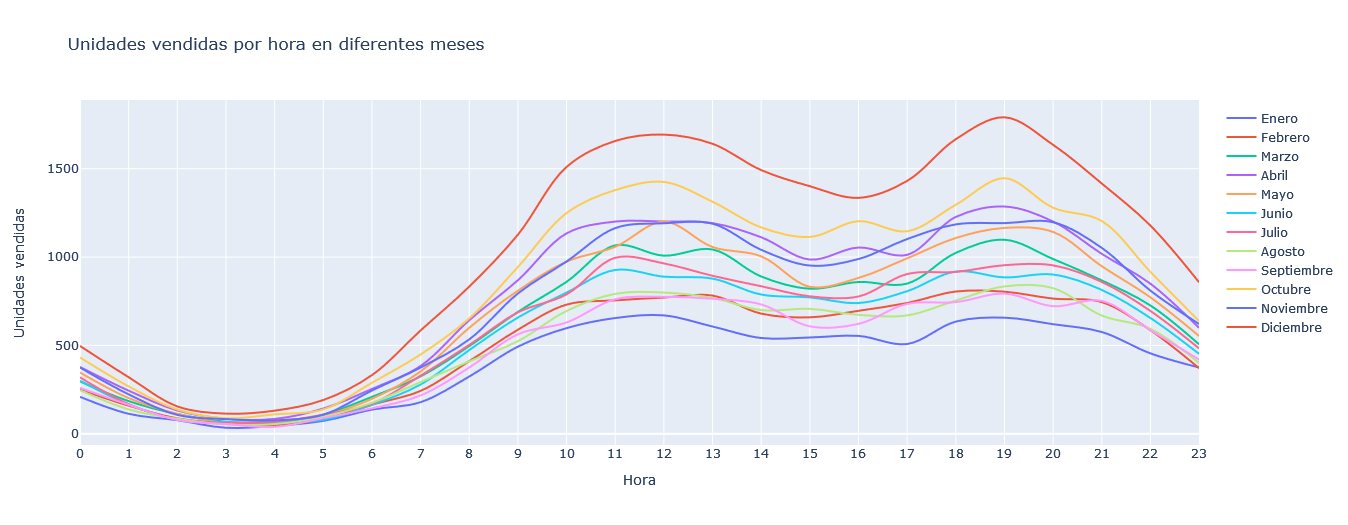 Unidades vendidas por hora en diferentes meses
Unidades vendidas
1500
1000
500
0
0 1 2 3 4 5 6 7 8 9 10 11 12 13 14 15 16 17 18 19 20 21 22 23
Hora
Enero
Febrero
Marzo
Abril
Mayo
Junio
Julio
Agosto
Septiembre
Octubre
Noviembre
Diciembre